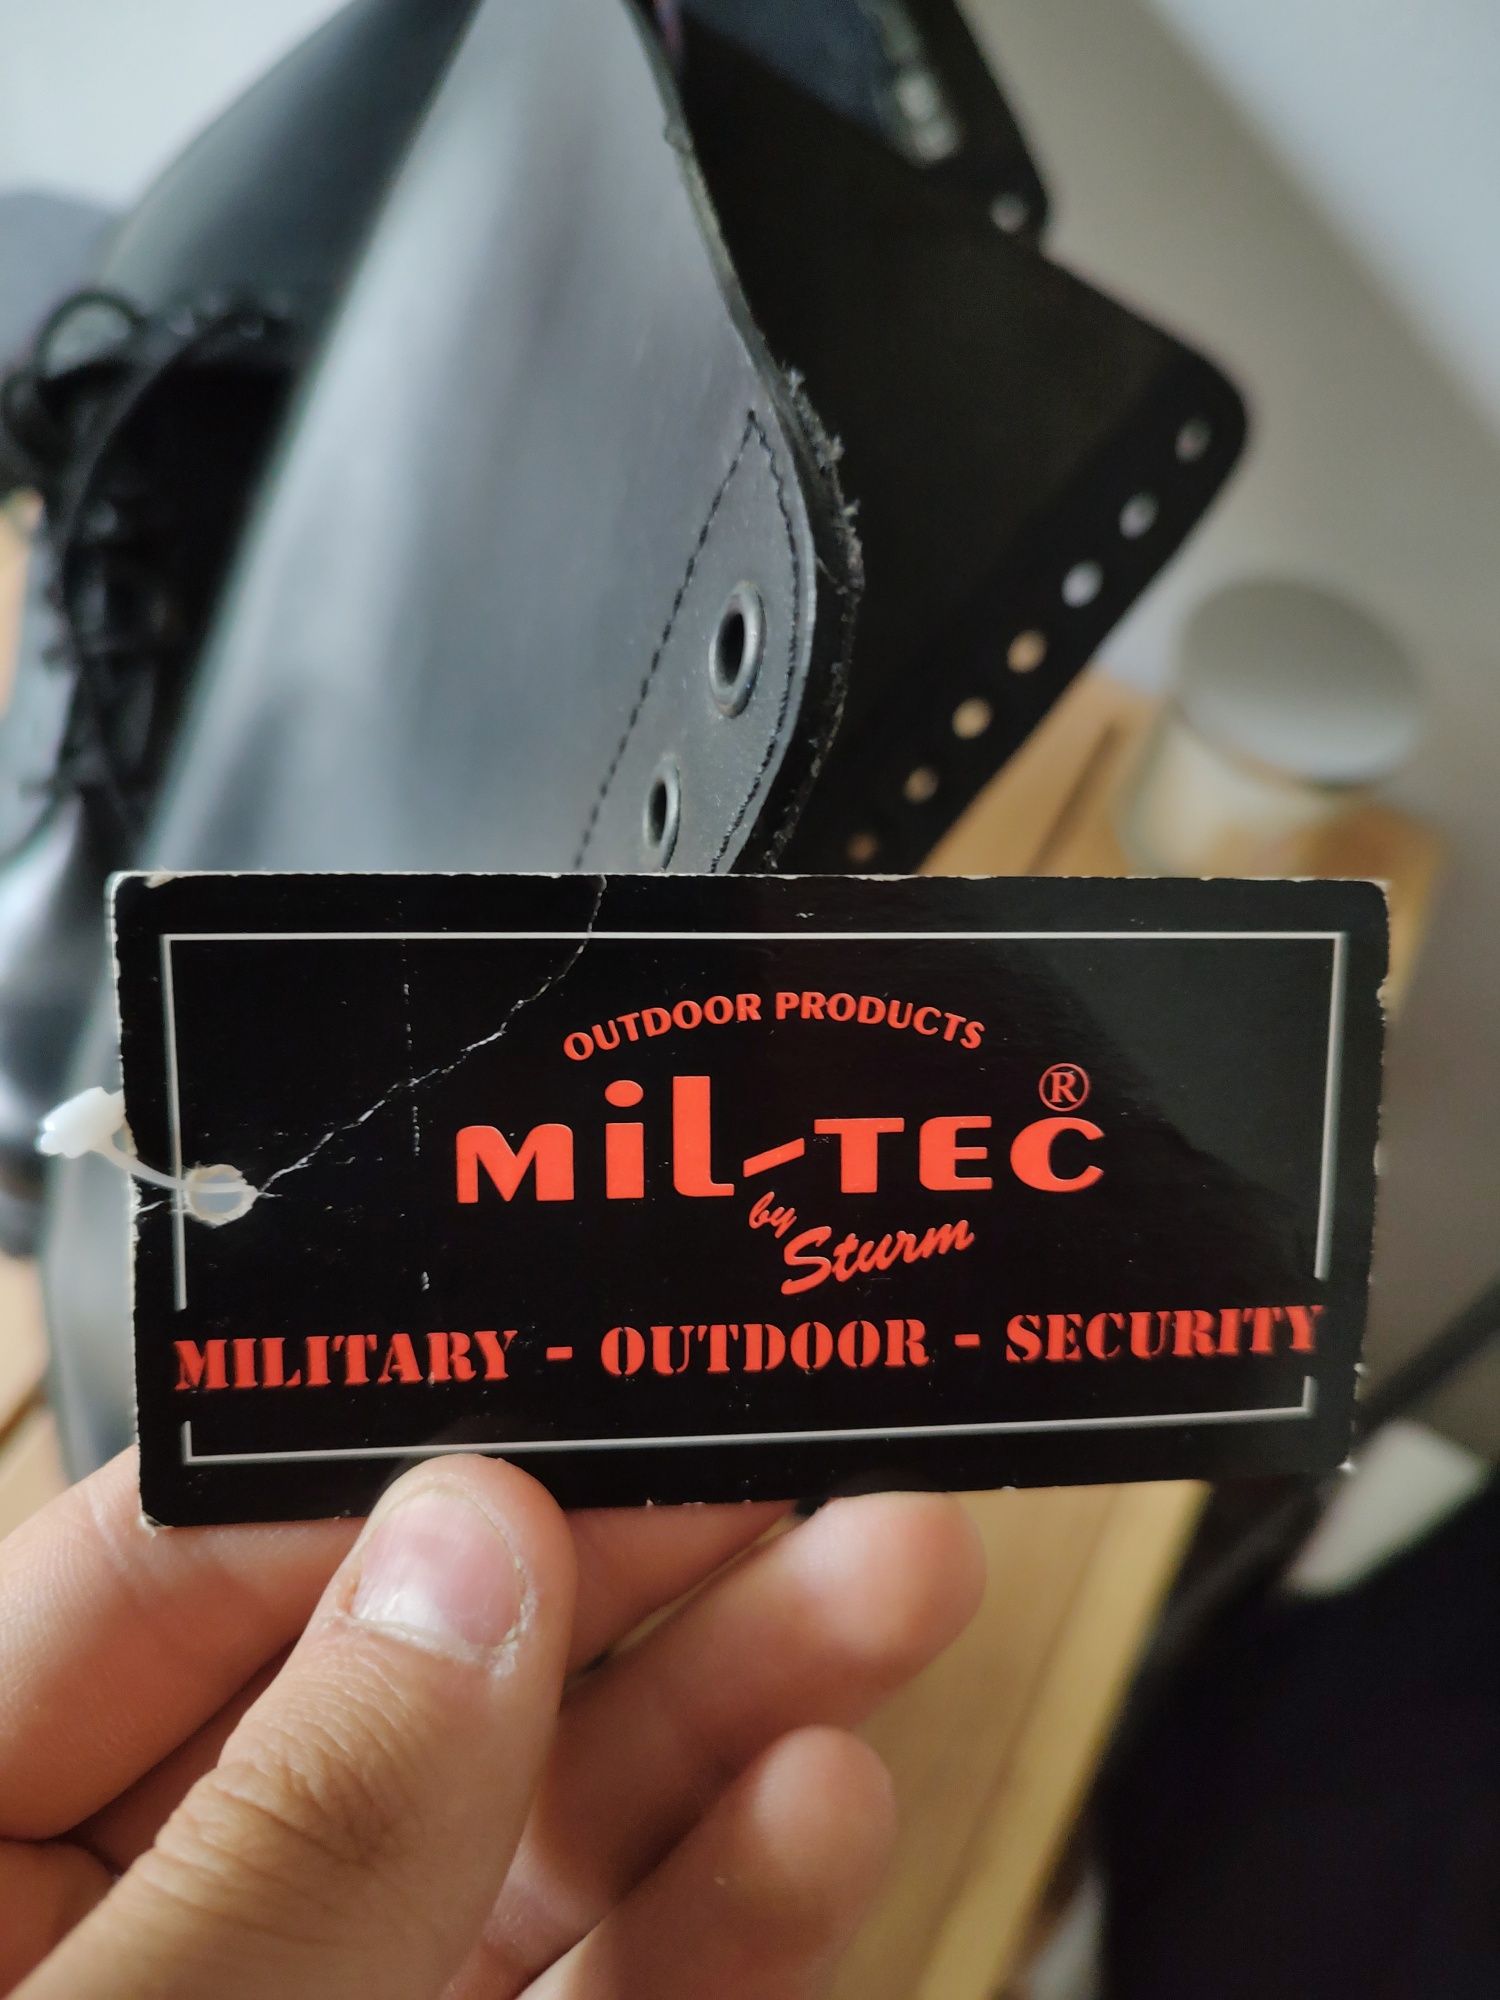 OUTDOOR PRODUCTS
MiL-TEC®
by
Sturm
MILITARY - OUTDOOR - SECURITY